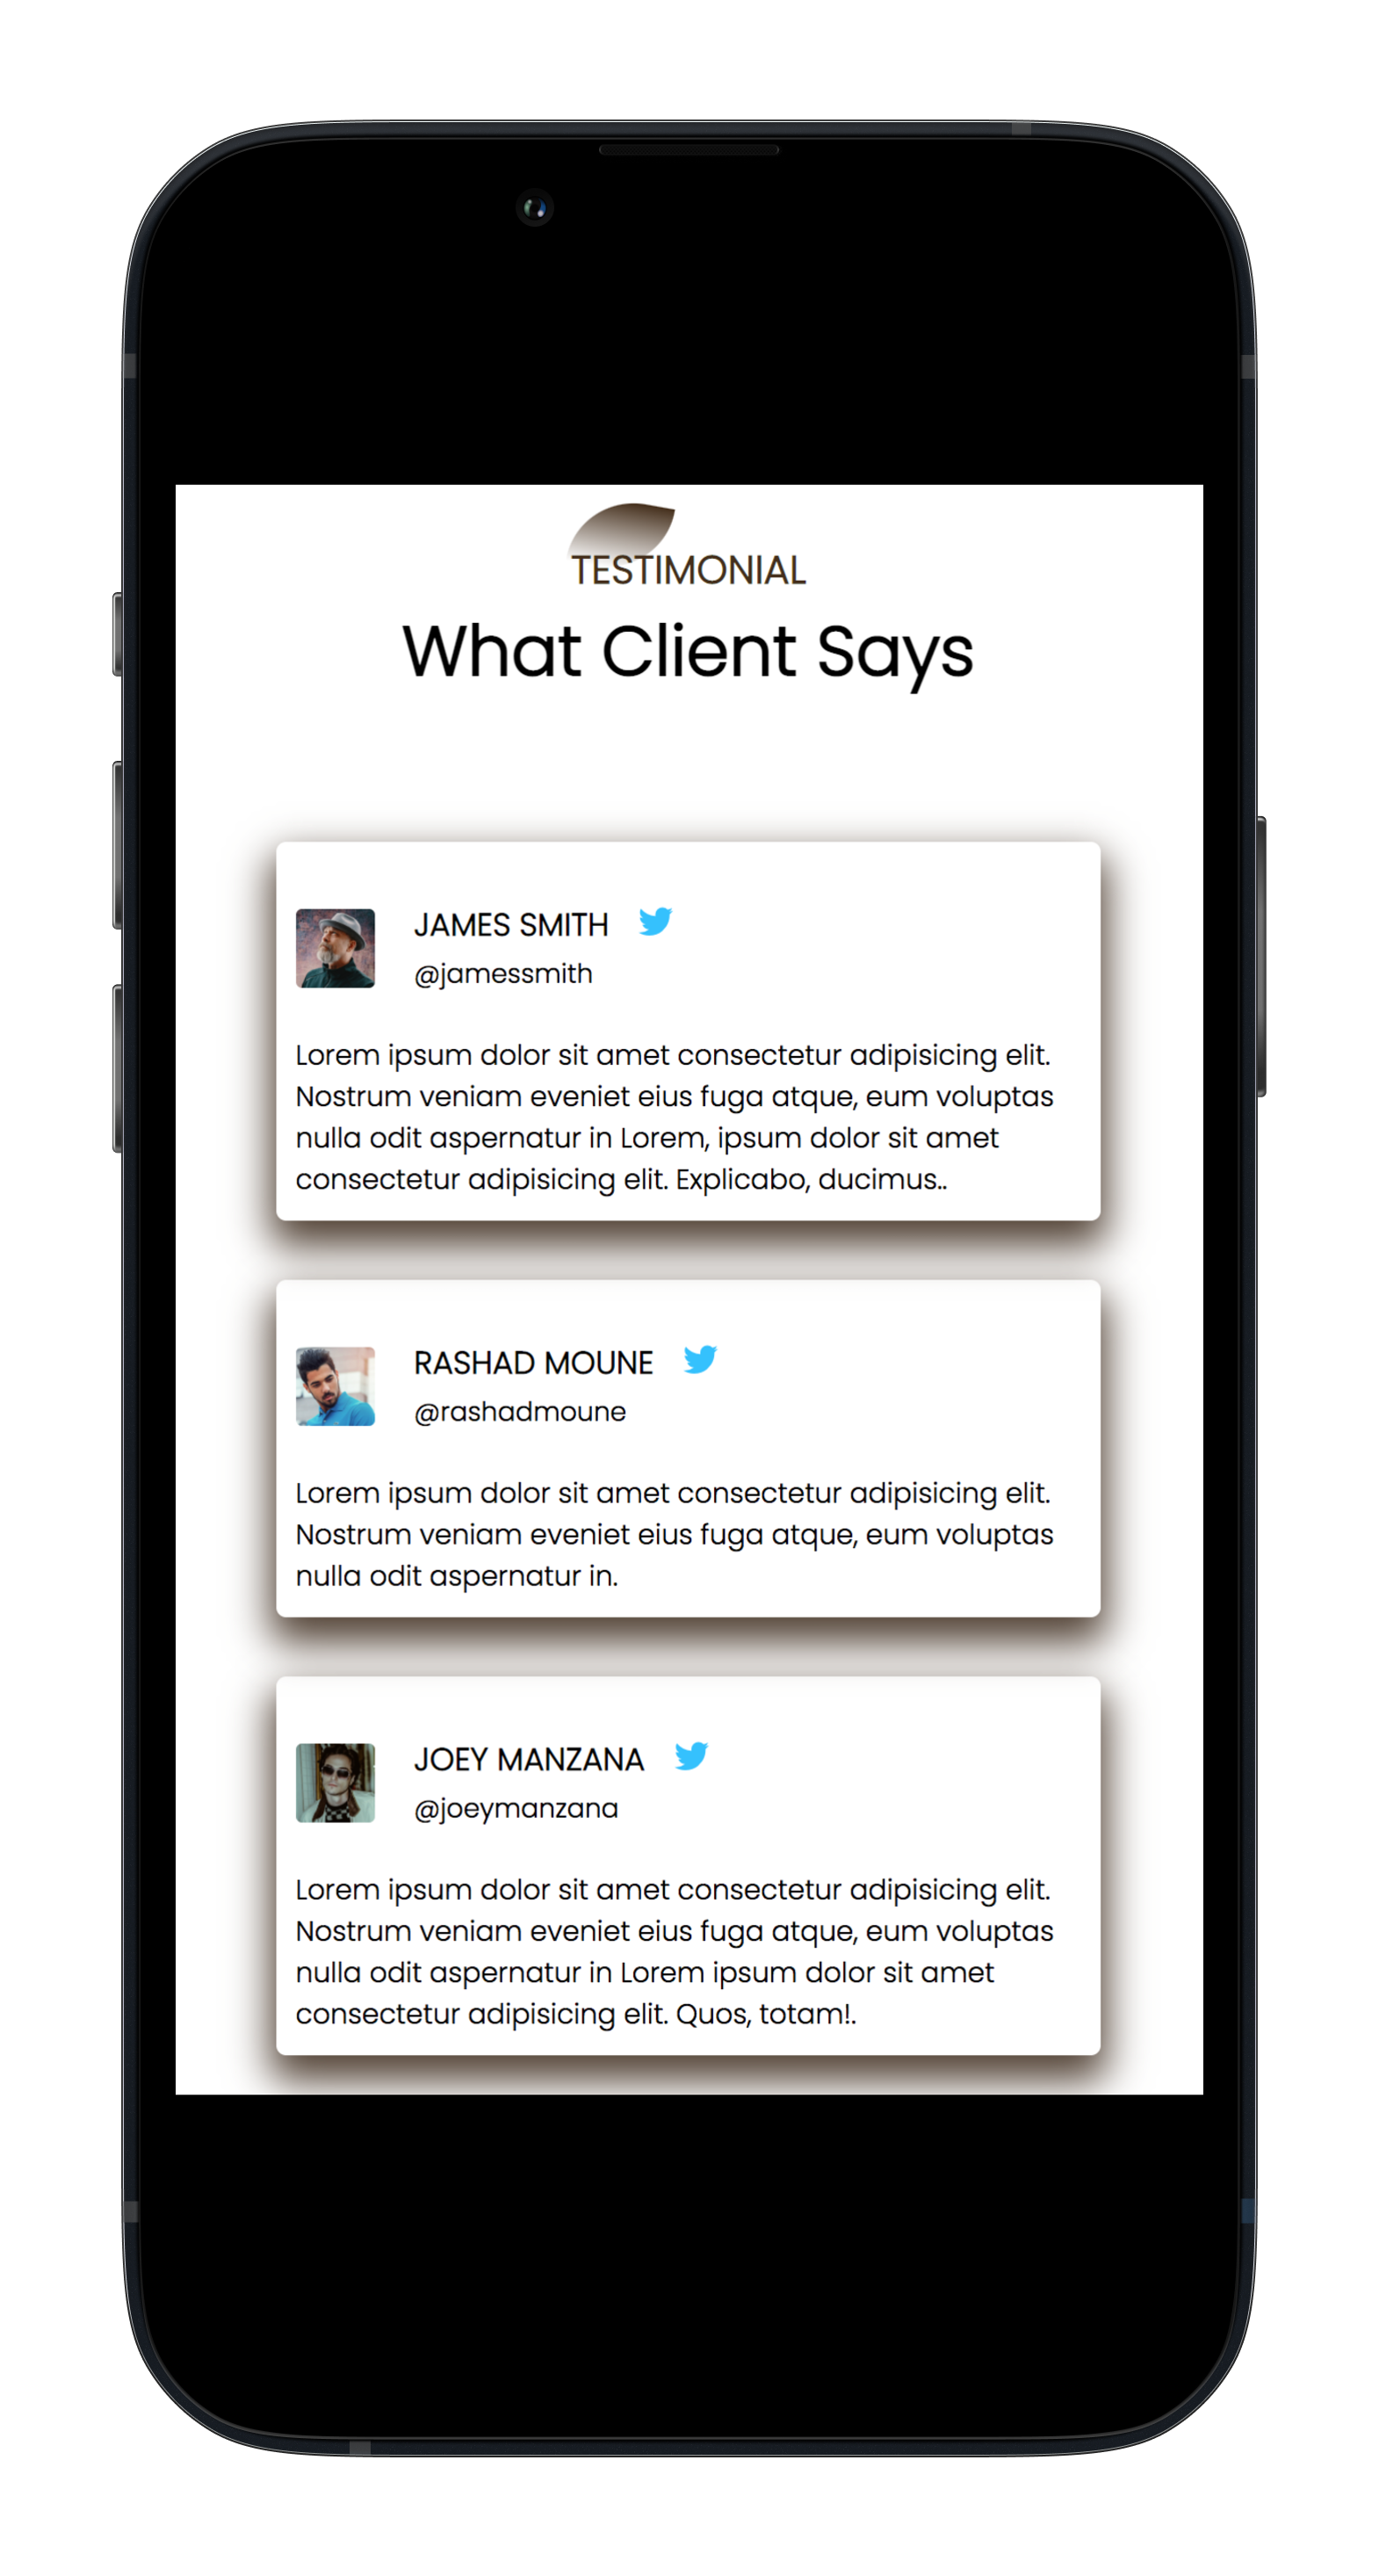 TESTIMONIAL
What Client Says
JAMES SMITH
@jamessmith
Lorem ipsum dolor sit amet consectetur adipisicing elit.
Nostrum veniam eveniet eius fuga atque, eum voluptas
nulla odit aspernatur in Lorem, ipsum dolor sit amet
consectetur adipisicing elit. Explicabo, ducimus..
RASHAD MOUNE
@rashadmoune
Lorem ipsum dolor sit amet consectetur adipisicing elit.
Nostrum veniam eveniet eius fuga atque, eum voluptas
nulla odit aspernatur in.
JOEY MANZANA
@joeymanzana
Lorem ipsum dolor sit amet consectetur adipisicing elit.
Nostrum veniam eveniet eius fuga atque, eum voluptas
nulla odit aspernatur in Lorem ipsum dolor sit amet
consectetur adipisicing elit. Quos, totam!.